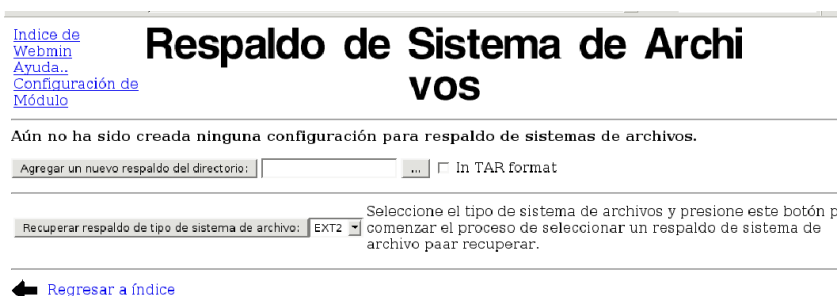 Indice de
Webmin
Ayuda..
Configuración de
Módulo
Respaldo de Sistema de Archi
vos
Aún no ha sido creada ninguna configuración para respaldo de sistemas de archivos.
Agregar un nuevo respaldo del directorio: ... In TAR format
Recuperar respaldo de tipo de sistema de archivo: EXT2
Seleccione el tipo de sistema de archivos y presione este botón p
comenzar el proceso de seleccionar un respaldo de sistema de
archivo paar recuperar.
Regresar a índice